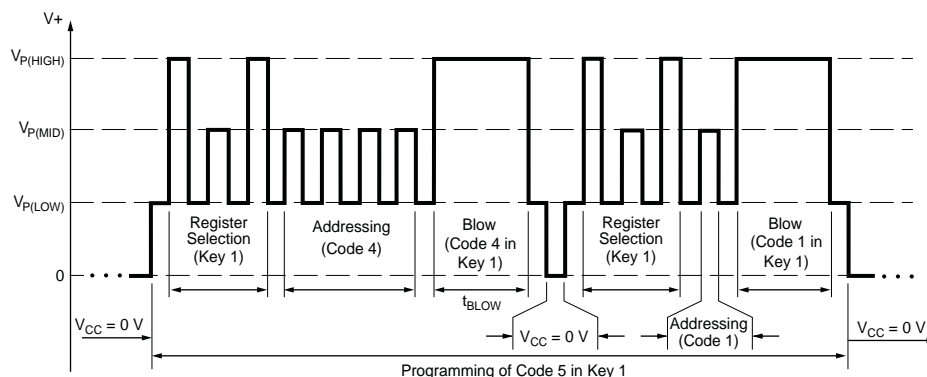 V+
VP(HIGH)
VP(MID)
VP(LOW)
0
Register
Selection
(Key 1)
Addressing
(Code 4)
Blow
(Code 4 in
Key 1)
Register
Selection
(Key 1)
Blow
(Code 1 in
Key 1)
tBLOW
VCC = 0 V
VCC = 0 V
Addressing
(Code 1)
VCC = 0 V
Programming of Code 5 in Key 1